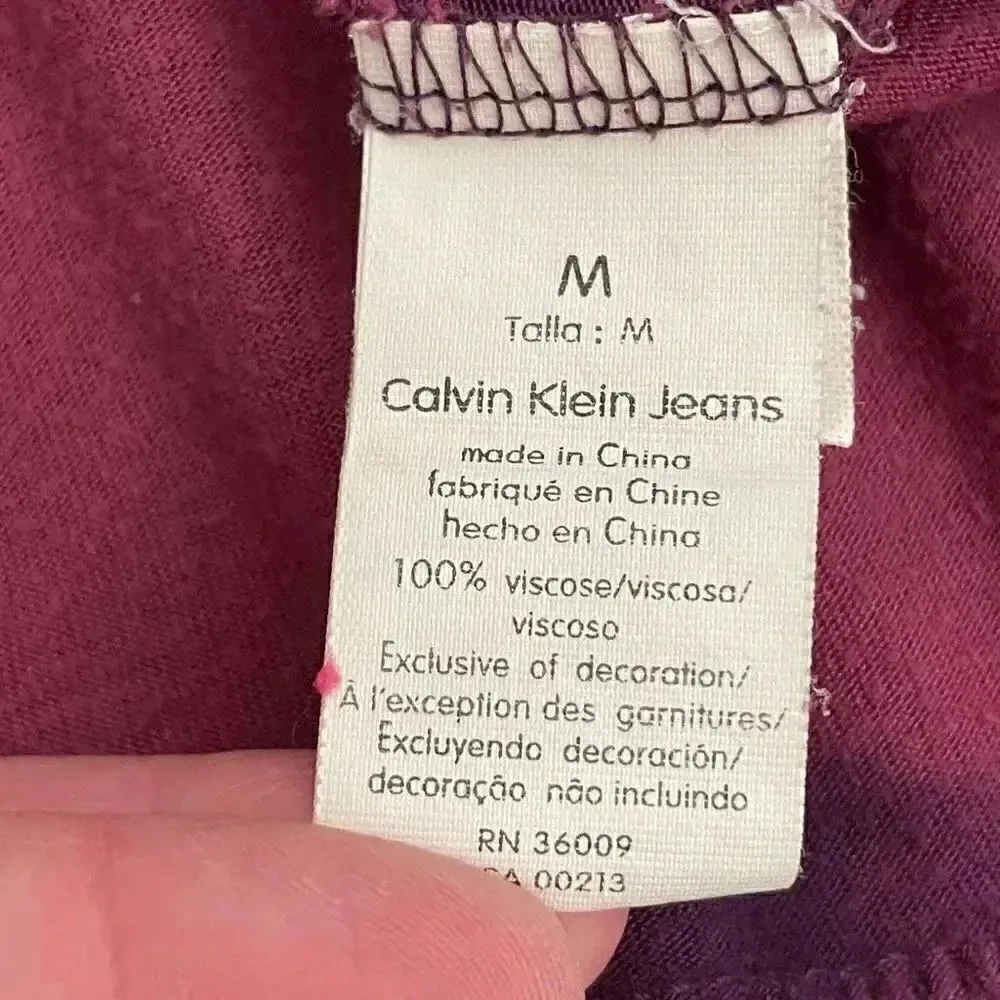 M
Talla : M
Calvin Klein Jeans
made in China
fabriqué en Chine
hecho en China
100% viscose/viscosa/
viscoso
Exclusive of decoration/
À l'exception des garnitures/
Excluyendo decoración/
decoração não incluindo
RN 36009
00213